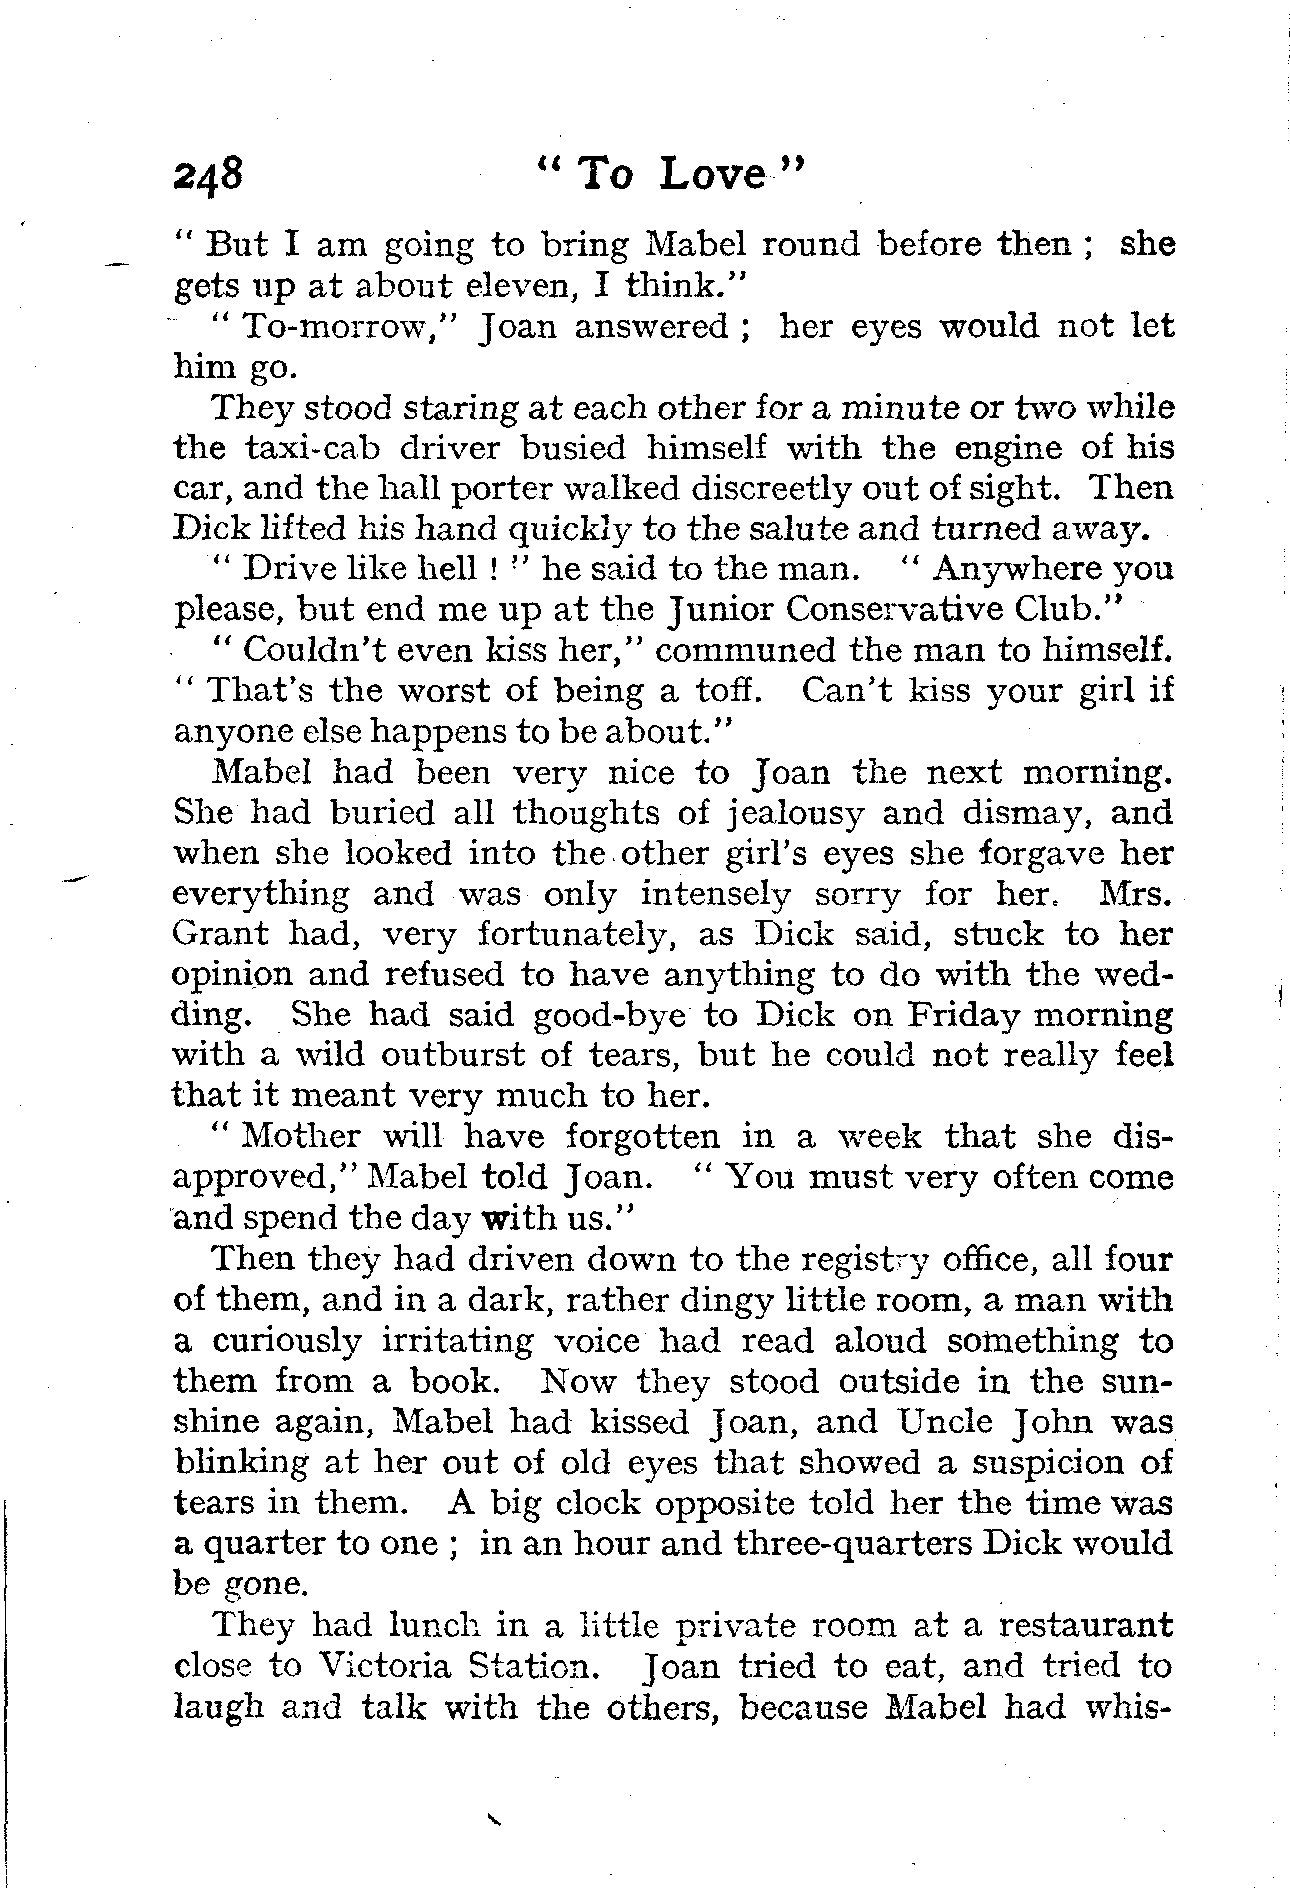 248 " To Love "
" But I am going to bring Mabel round before then ; she
gets up at about eleven, I think."
" To-morrow," Joan answered ; her eyes would not let
him go.
They stood staring at each other for a minute or two while
the taxi-cab driver busied himself with the engine of his
car, and the hall porter walked discreetly out of sight. Then
Dick lifted his hand quickly to the salute and turned away.
" Drive like hell ! " he said to the man. " Anywhere you
please, but end me up at the Junior Conservative Club."
" Couldn't even kiss her," communed the man to himself.
" That's the worst of being a toff. Can't kiss your girl if
anyone else happens to be about."
Mabel had been very nice to Joan the next morning.
She had buried all thoughts of jealousy and dismay, and
when she looked into the other girl's eyes she forgave her
everything and was only intensely sorry for her. Mrs.
Grant had, very fortunately, as Dick said, stuck to her
opinion and refused to have anything to do with the wed-
ding. She had said good-bye to Dick on Friday morning
with a wild outburst of tears, but he could not really feel
that it meant very much to her.
" Mother will have forgotten in a week that she dis-
approved," Mabel told Joan. " You must very often come
and spend the day with us."
Then they had driven down to the registry office, all four
of them, and in a dark, rather dingy little room, a man with
a curiously irritating voice had read aloud something to
them from a book. Now they stood outside in the sun-
shine again, Mabel had kissed Joan, and Uncle John was
blinking at her out of old eyes that showed a suspicion of
tears in them. A big clock opposite told her the time was
a quarter to one ; in an hour and three-quarters Dick would
be gone.
They had lunch in a little private room at a restaurant
close to Victoria Station. Joan tried to eat, and tried to
laugh and talk with the others, because Mabel had whis-